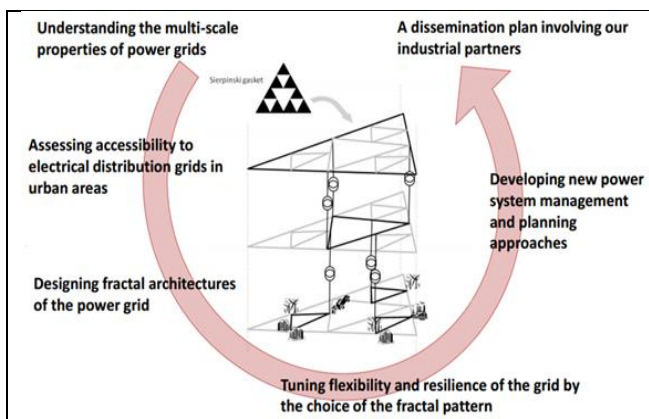 Understanding the multi-scale
properties of power grids
A dissemination plan involving our
industrial partners
Sierpinski gasket
Assessing accessibility to
electrical distribution grids in
urban areas
Developing new power
system management
and planning
approaches
Designing fractal architectures
of the power grid
Tuning flexibility and resilience of the grid by
the choice of the fractal pattern